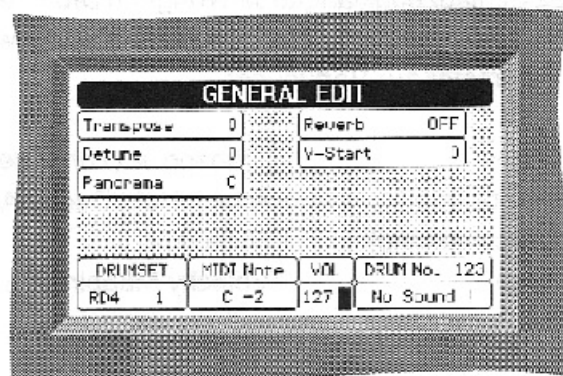 GENERAL EDIT
Transpose 0 Reverb OFF
Detune 0 V-Start 0
Panorama C
DRUMSET MIDI Note VOL DRUM No. 123
RD4 1 C -2 127 No Sound